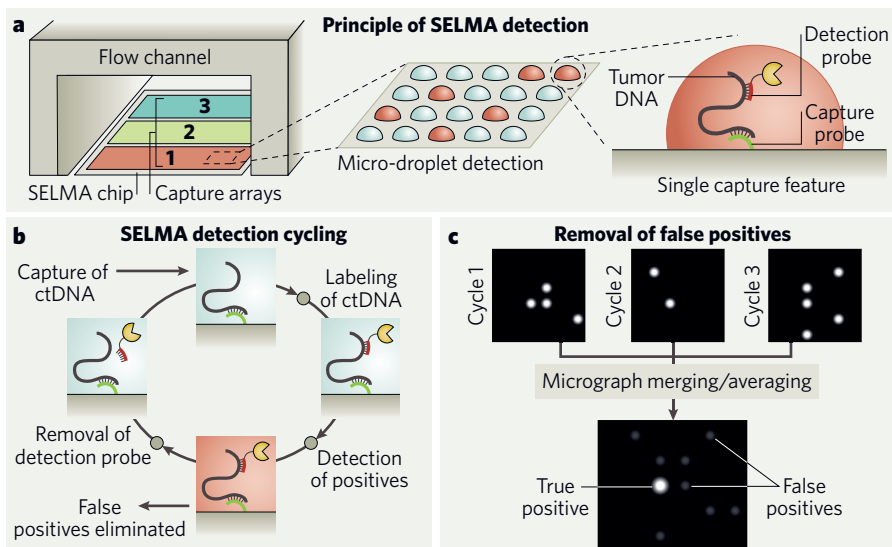 a
Principle of SELMA detection
Flow channel
3
2
1
SELMA chip
Capture arrays
Micro-droplet detection
Tumor
DNA
Detection
probe
Capture
probe
Single capture feature
b
SELMA detection cycling
Capture of
ctDNA
Labeling
of ctDNA
Removal of
detection probe
Detection
of positives
False
positives eliminated
c
Removal of false positives
Cycle 1
Cycle 2
Cycle 3
Micrograph merging/averaging
True
positive
False
positives